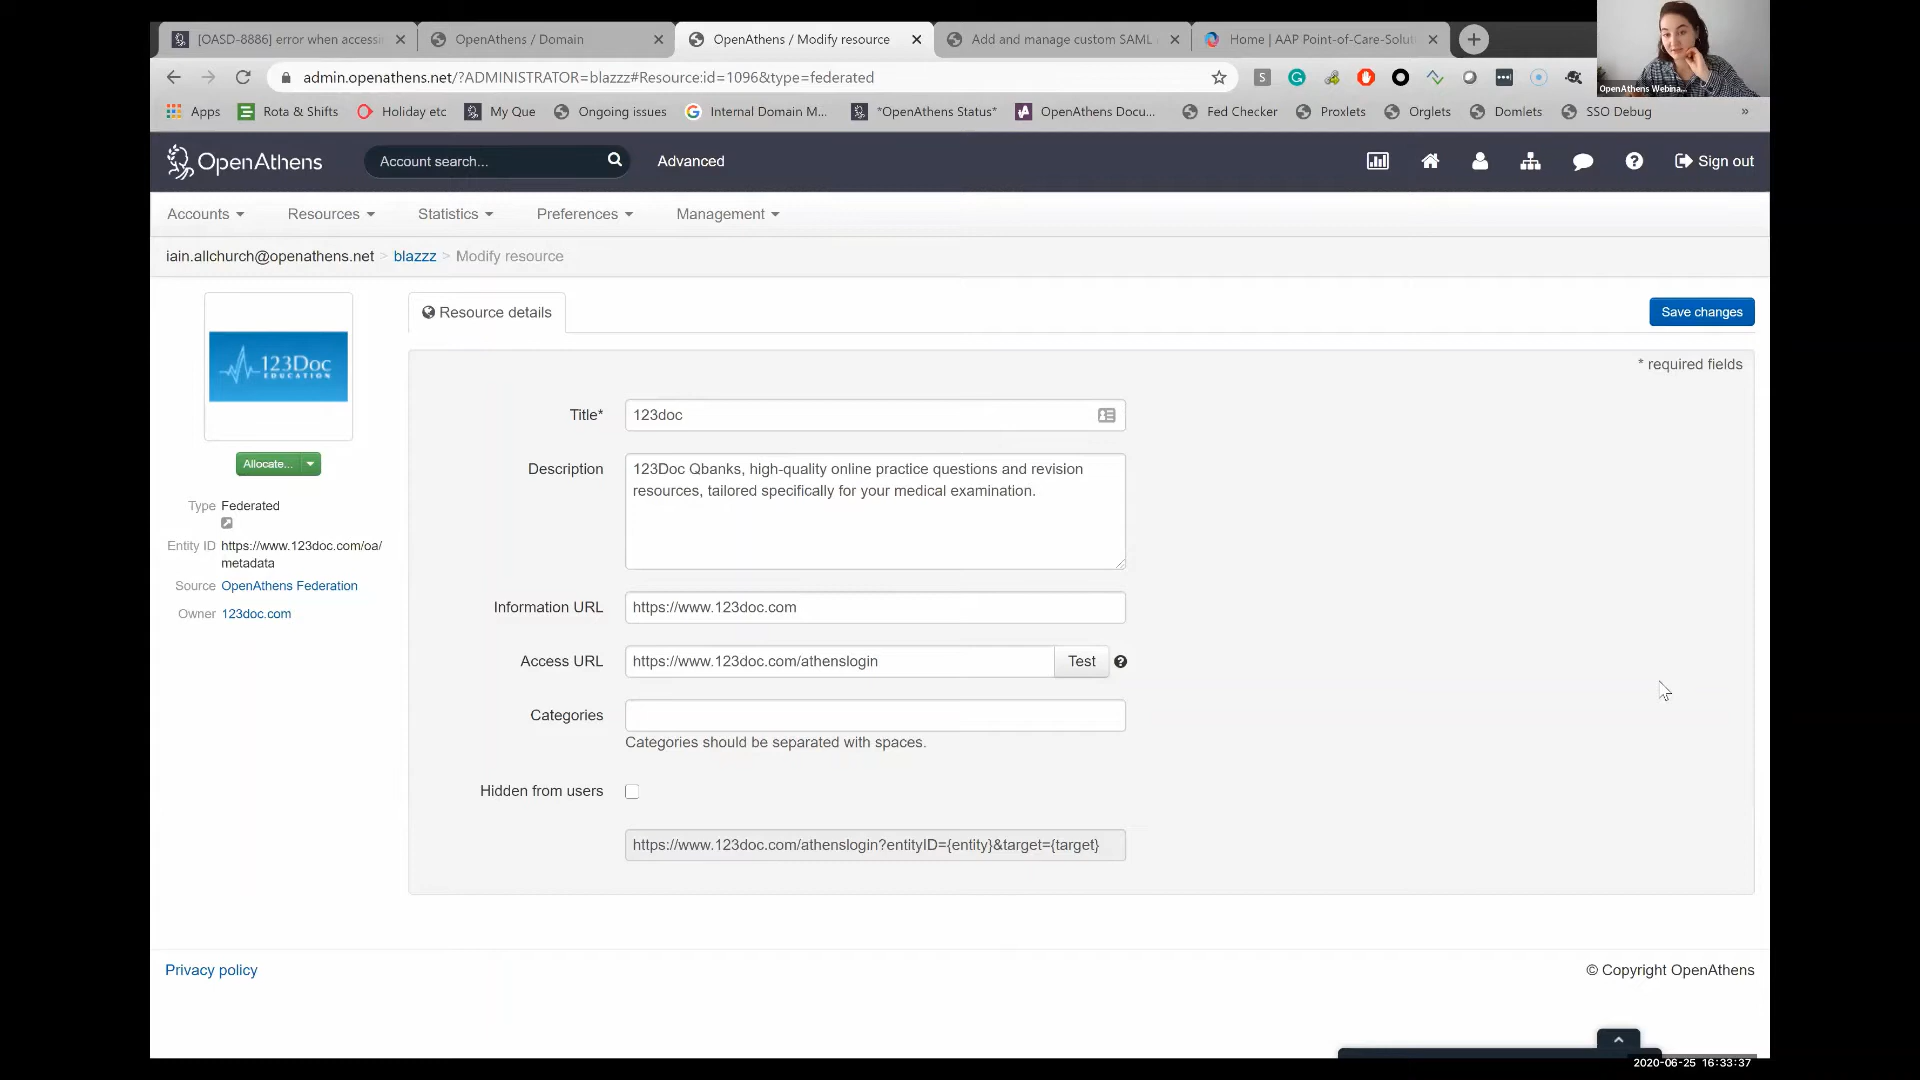 [OASD-8886] error when accessi
OpenAthens / Domain
OpenAthens / Modify resource
Add and manage custom SAML
Home | AAP Point-of-Care-Soluti
admin.openathens.net/?ADMINISTRATOR=blazzz#Resource:id=1096&type=federated
OpenAthens Webina...
Apps
Rota & Shifts
Holiday etc
My Que
Ongoing issues
Internal Domain M...
*OpenAthens Status*
OpenAthens Docu...
Fed Checker
Proxlets
Orglets
Domlets
SSO Debug
»
OpenAthens
Account search...
Advanced
Sign out
Accounts
Resources
Statistics
Preferences
Management
iain.allchurch@openathens.net > blazzz > Modify resource
123Doc
EDUCATION
Allocate...
Type Federated
Entity ID https://www.123doc.com/oa/
metadata
Source OpenAthens Federation
Owner 123doc.com
Resource details
Save changes
* required fields
Title* 123doc
Description 123Doc Qbanks, high-quality online practice questions and revision
resources, tailored specifically for your medical examination.
Information URL https://www.123doc.com
Access URL https://www.123doc.com/athenslogin Test
Categories
Categories should be separated with spaces.
Hidden from users
https://www.123doc.com/athenslogin?entityID={entity}&target={target}
Privacy policy
© Copyright OpenAthens
2020-06-25 16:33:37